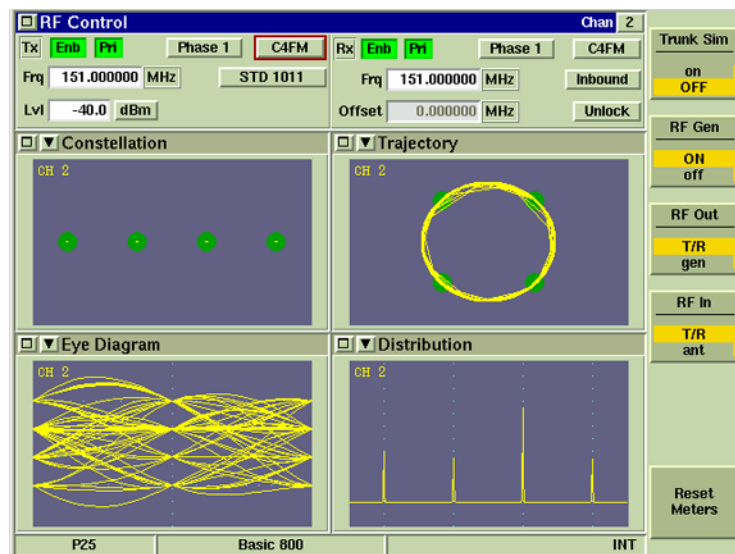 RF Control Chan 2
Tx Enb Pri Phase 1 C4FM
Frq 151.000000 MHz STD 1011
Lvl -40.0 dBm
Rx Enb Pri Phase 1 C4FM
Frq 151.000000 MHz Inbound
Offset 0.000000 MHz Unlock
Constellation
CH 2
Trajectory
CH 2
Eye Diagram
CH 2
Distribution
CH 2
P25 Basic 800 INT
Trunk Sim
on
OFF
RF Gen
ON
off
RF Out
T/R
gen
RF In
T/R
ant
Reset
Meters